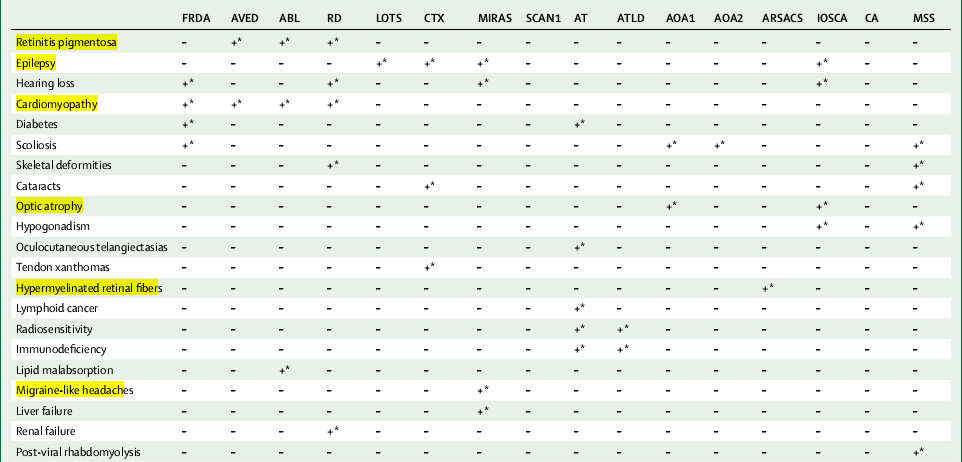 FRDA AVED ABL RD LOTS CTX MIRAS SCAN1 AT ATLD AOA1 AOA2 ARSACS IOSCA CA MSS
Retinitis pigmentosa - +* +* +* - - - - - - - - - - - -
Epilepsy - - - - +* +* +* - - - - - - +* - -
Hearing loss +* - - +* - - +* - - - - - - +* - -
Cardiomyopathy +* +* +* +* - - - - - - - - - - - -
Diabetes +* - - - - - - - +* - - - - - - -
Scoliosis +* - - - - - - - - - +* +* - - - +*
Skeletal deformities - - - +* - - - - - - - - - - - +*
Cataracts - - - - - +* - - - - - - - - - +*
Optic atrophy - - - - - - - - - - +* - - +* - -
Hypogonadism - - - - - - - - - - - - - +* - +*
Oculocutaneous telangiectasias - - - - - - - - +* - - - - - - -
Tendon xanthomas - - - - - +* - - - - - - - - - -
Hypermyelinated retinal fibers - - - - - - - - - - - - +* - - -
Lymphoid cancer - - - - - - - - +* - - - - - - -
Radiosensitivity - - - - - - - - +* +* - - - - - -
Immunodeficiency - - - - - - - - +* +* - - - - - -
Lipid malabsorption - - +* - - - - - - - - - - - - -
Migraine-like headaches - - - - - - +* - - - - - - - - -
Liver failure - - - - - - +* - - - - - - - - -
Renal failure - - - +* - - - - - - - - - - - -
Post-viral rhabdomyolysis - - - - - - - - - - - - - - - +*